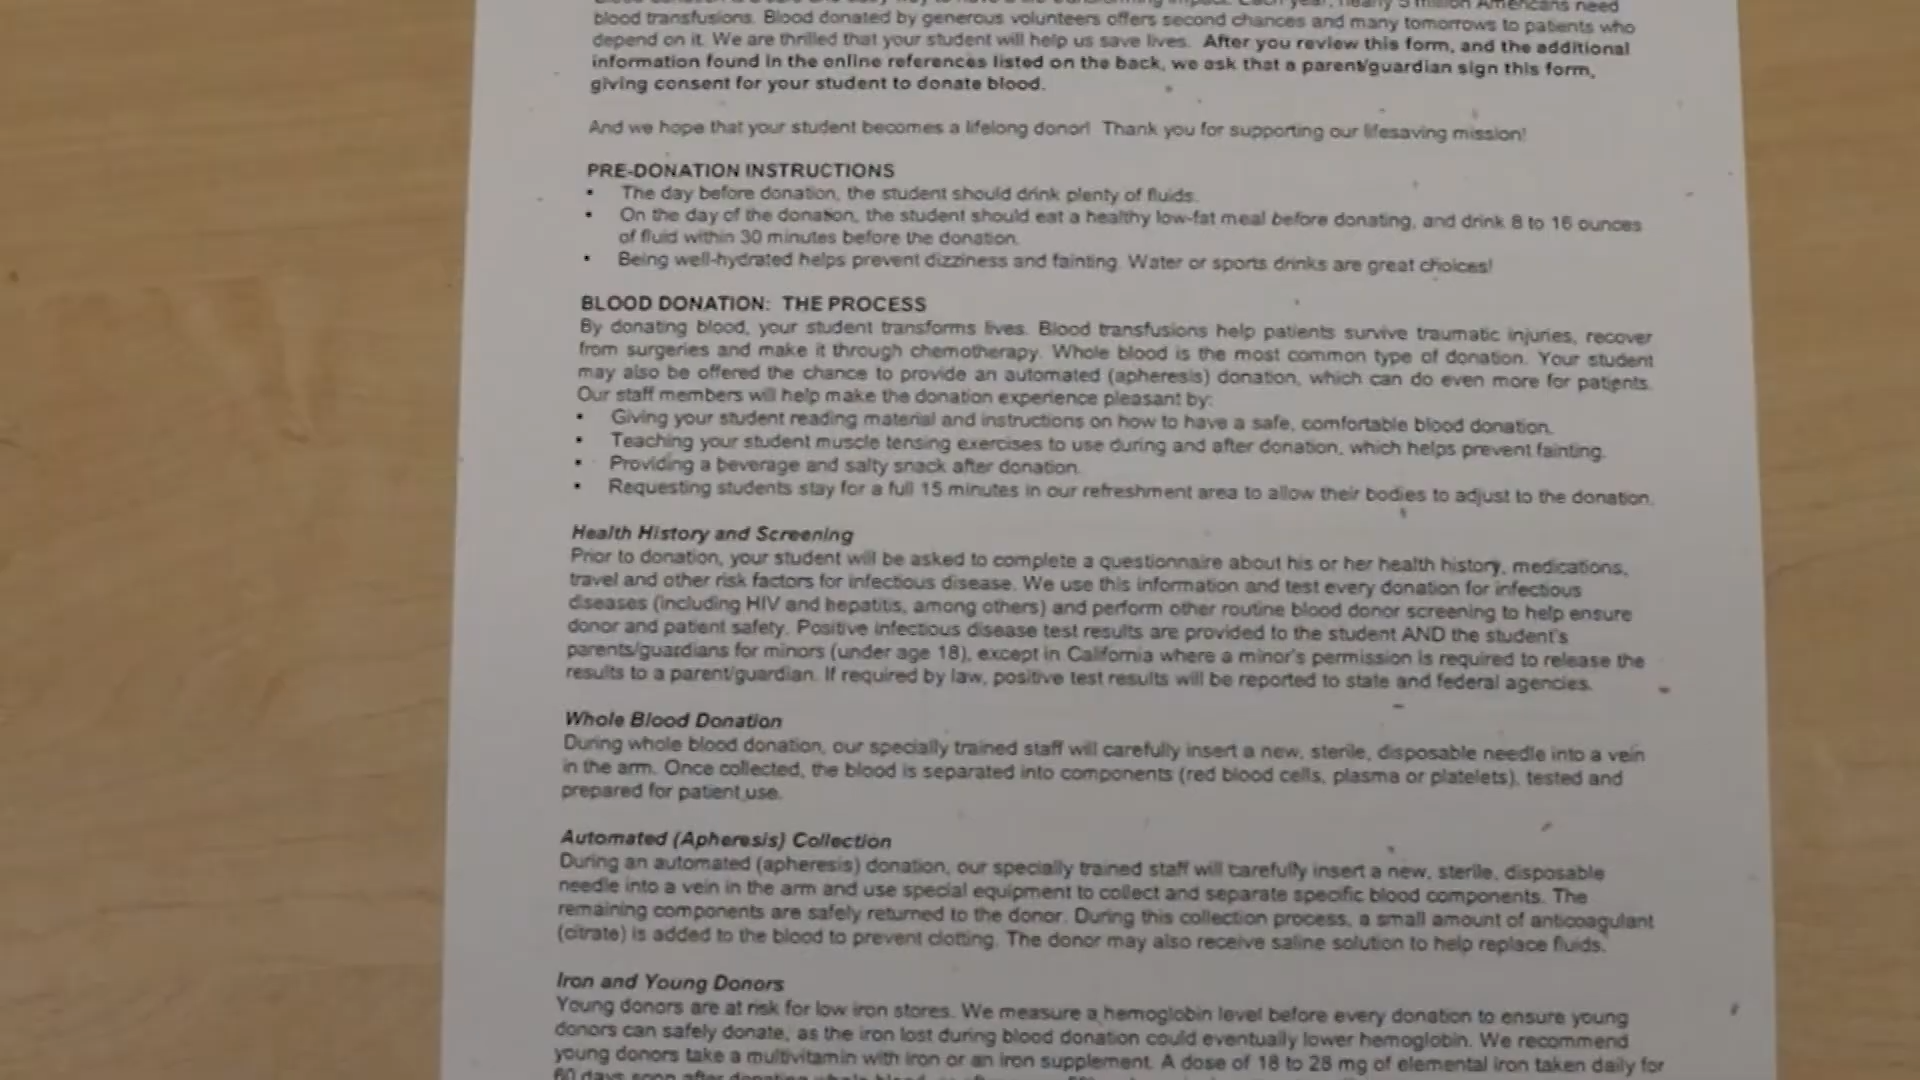 nearly 5 million Americans need
blood transfusions. Blood donated by generous volunteers offers second chances and many tomorrows to patients who
depend on it. We are thrilled that your student will help us save lives. After you review this form, and the additional
information found in the online references listed on the back, we ask that a parent/guardian sign this form,
giving consent for your student to donate blood.
And we hope that your student becomes a lifelong donor! Thank you for supporting our lifesaving mission!
PRE-DONATION INSTRUCTIONS
• The day before donation, the student should drink plenty of fluids.
• On the day of the donation, the student should eat a healthy low-fat meal before donating, and drink 8 to 16 ounces
of fluid within 30 minutes before the donation.
• Being well-hydrated helps prevent dizziness and fainting. Water or sports drinks are great choices!
BLOOD DONATION: THE PROCESS
By donating blood, your student transforms lives. Blood transfusions help patients survive traumatic injuries, recover
from surgeries and make it through chemotherapy. Whole blood is the most common type of donation. Your student
may also be offered the chance to provide an automated (apheresis) donation, which can do even more for patients.
Our staff members will help make the donation experience pleasant by:
• Giving your student reading material and instructions on how to have a safe, comfortable blood donation.
• Teaching your student muscle tensing exercises to use during and after donation, which helps prevent fainting.
• Providing a beverage and salty snack after donation.
• Requesting students stay for a full 15 minutes in our refreshment area to allow their bodies to adjust to the donation.
Health History and Screening
Prior to donation, your student will be asked to complete a questionnaire about his or her health history, medications,
travel and other risk factors for infectious disease. We use this information and test every donation for infectious
diseases (including HIV and hepatitis, among others) and perform other routine blood donor screening to help ensure
donor and patient safety. Positive infectious disease test results are provided to the student AND the student's
parents/guardians for minors (under age 18), except in California where a minor's permission is required to release the
results to a parent/guardian. If required by law, positive test results will be reported to state and federal agencies.
Whole Blood Donation
During whole blood donation, our specially trained staff will carefully insert a new, sterile, disposable needle into a vein
in the arm. Once collected, the blood is separated into components (red blood cells, plasma or platelets), tested and
prepared for patient use.
Automated (Apheresis) Collection
During an automated (apheresis) donation, our specially trained staff will carefully insert a new, sterile, disposable
needle into a vein in the arm and use special equipment to collect and separate specific blood components. The
remaining components are safely returned to the donor. During this collection process, a small amount of anticoagulant
(citrate) is added to the blood to prevent clotting. The donor may also receive saline solution to help replace fluids.
Iron and Young Donors
Young donors are at risk for low iron stores. We measure a hemoglobin level before every donation to ensure young
donors can safely donate, as the iron lost during blood donation could eventually lower hemoglobin. We recommend
young donors take a multivitamin with iron or an iron supplement. A dose of 18 to 28 mg of elemental iron taken daily for
60 days soon after donating whole blood